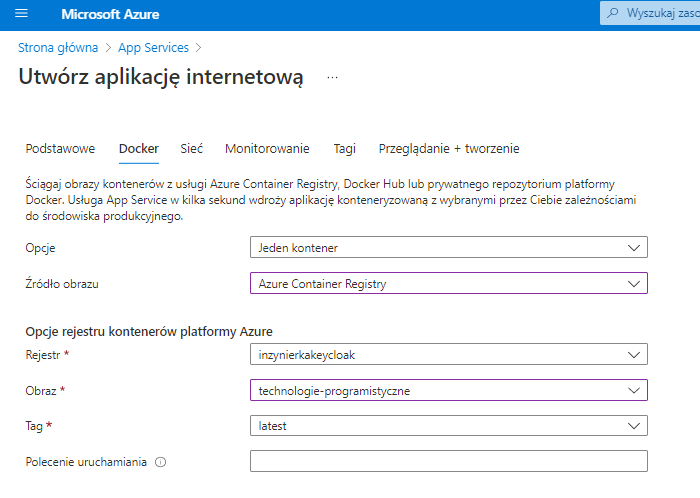 Microsoft Azure
Wyszukaj zaso
Strona główna > App Services >
Utwórz aplikację internetową ...
Podstawowe Docker Sieć Monitorowanie Tagi Przeglądanie + tworzenie
Ściągaj obrazy kontenerów z usługi Azure Container Registry, Docker Hub lub prywatnego repozytorium platformy
Docker. Usługa App Service w kilka sekund wdroży aplikację konteneryzowaną z wybranymi przez Ciebie zależnościami
do środowiska produkcyjnego.
Opcje Jeden kontener
Źródło obrazu Azure Container Registry
Opcje rejestru kontenerów platformy Azure
Rejestr * inzynierkakeycloak
Obraz * technologie-programistyczne
Tag * latest
Polecenie uruchamiania